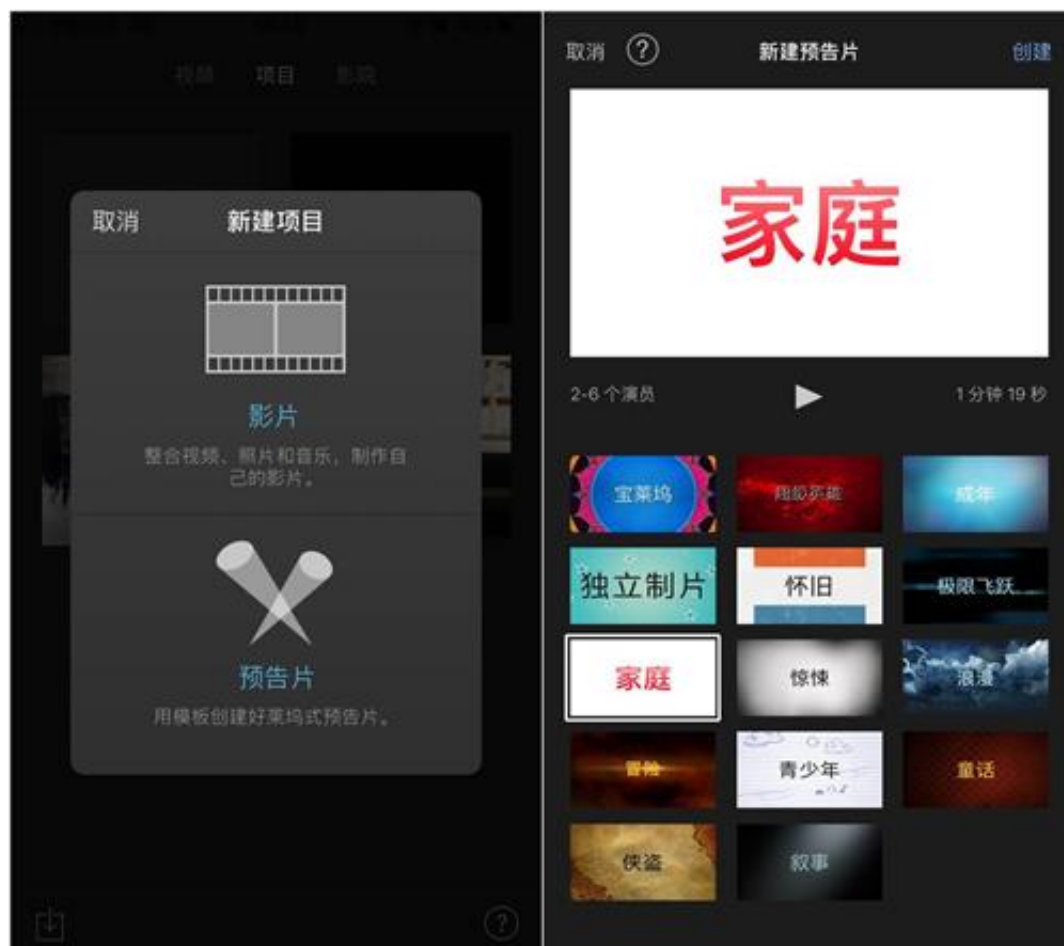 视频 项目 影院
取消 新建项目
影片
整合视频、照片和音乐，制作自
己的影片。
预告片
用模板创建好莱坞式预告片。
?
取消 ? 新建预告片 创建
家庭
2-6 个演员 1 分钟 19 秒
宝莱坞 超级英雄 成年
独立制片 怀旧 极限飞跃
家庭 惊悚 浪漫
冒险 青少年 童话
侠盗 叙事